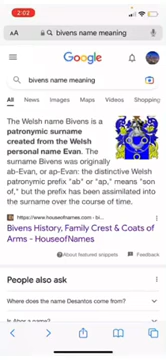 2:02
AA bivens name meaning
Google
bivens name meaning
All News Images Maps Videos Shopping
The Welsh name Bivens is a
patronymic surname
created from the Welsh
personal name Evan. The
surname Bivens was originally
ab-Evan, or ap-Evan: the distinctive Welsh
patronymic prefix "ab" or "ap," means "son
of," but the prefix has been assimilated into
the surname over the course of time.
https://www.houseofnames.com › bi...
Bivens History, Family Crest & Coats of
Arms - HouseofNames
About featured snippets Feedback
People also ask
Where does the name Desantos come from?